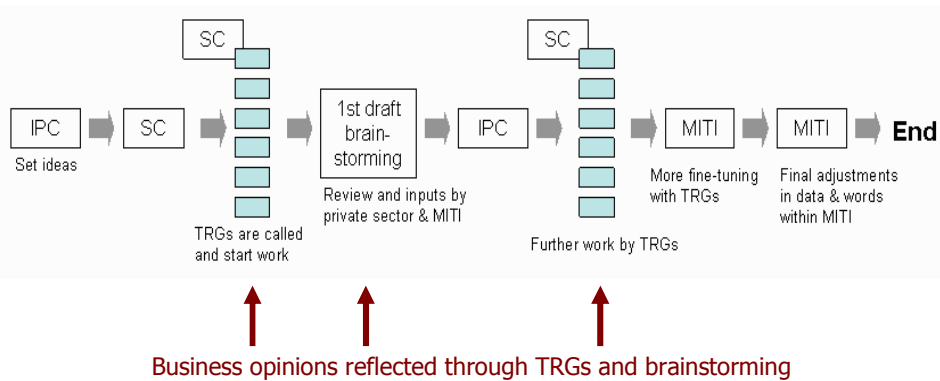 SC
SC
IPC
SC
1st draft
brain-
storming
IPC
MITI
MITI
End
Set ideas
TRGs are called
and start work
Review and inputs by
private sector & MITI
Further work by TRGs
More fine-tuning
with TRGs
Final adjustments
in data & words
within MITI
Business opinions reflected through TRGs and brainstorming